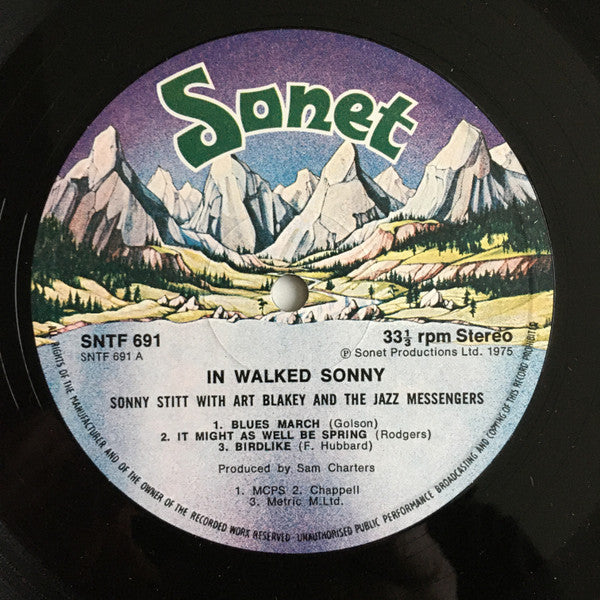 Sonet
SNTF 691
SNTF 691 A
33⅓ rpm Stereo
℗ Sonet Productions Ltd. 1975
IN WALKED SONNY
SONNY STITT WITH ART BLAKEY AND THE JAZZ MESSENGERS
1. BLUES MARCH (Golson)
2. IT MIGHT AS WELL BE SPRING (Rodgers)
3. BIRDLIKE (F. Hubbard)
Produced by Sam Charters
1. MCPS 2. Chappell
3. Metric M.Ltd.
RIGHTS OF THE MANUFACTURER AND OF THE OWNER OF THE RECORDED WORK RESERVED - UNAUTHORISED PUBLIC PERFORMANCE BROADCASTING AND COPYING OF THIS RECORD PROHIBITED